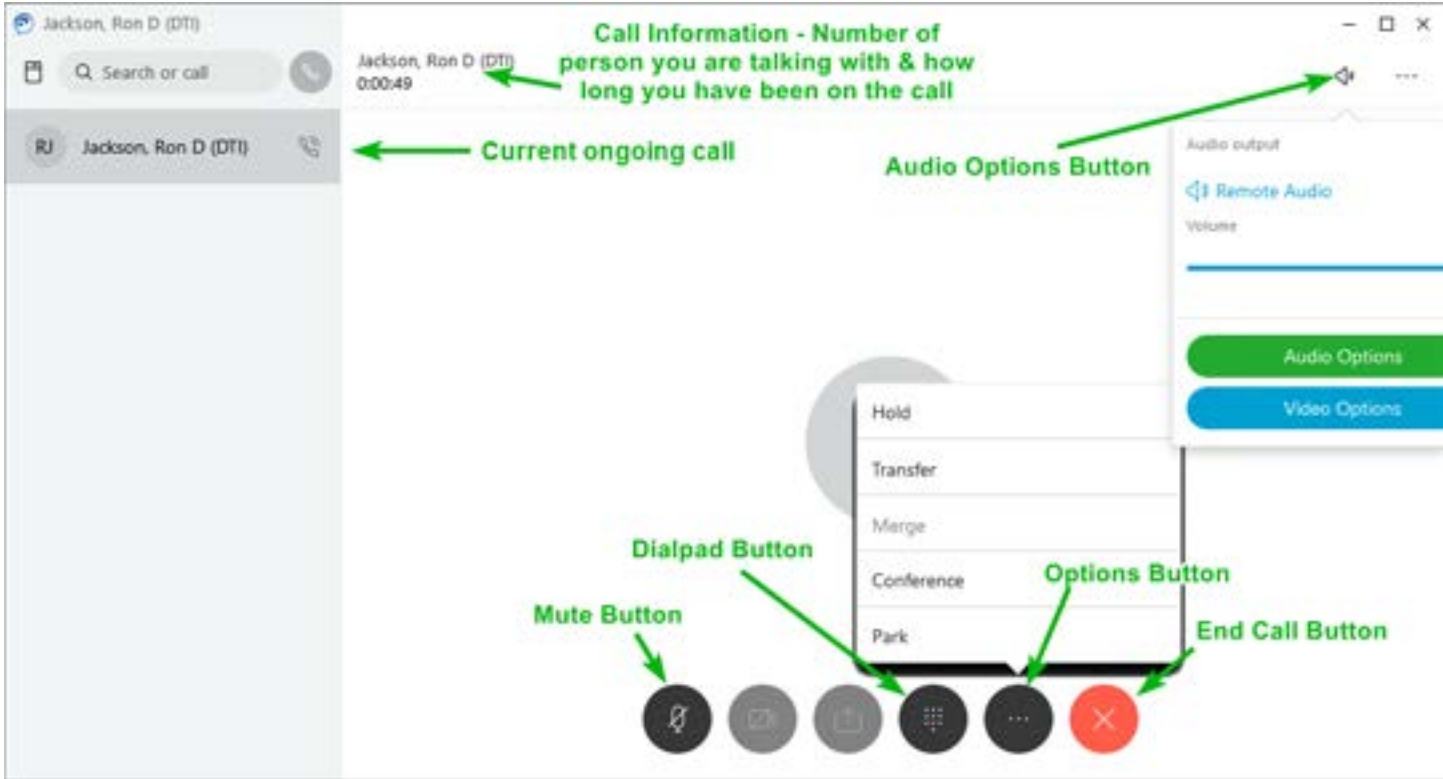 Jackson, Ron D (DTI)
Search or call
Jackson, Ron D (DTI)
0:00:49
Call Information - Number of
person you are talking with & how
long you have been on the call
RJ Jackson, Ron D (DTI)
Current ongoing call
Audio Options Button
Audio output
Remote Audio
Volume
Audio Options
Video Options
Hold
Transfer
Merge
Conference
Park
Dialpad Button
Options Button
Mute Button
End Call Button